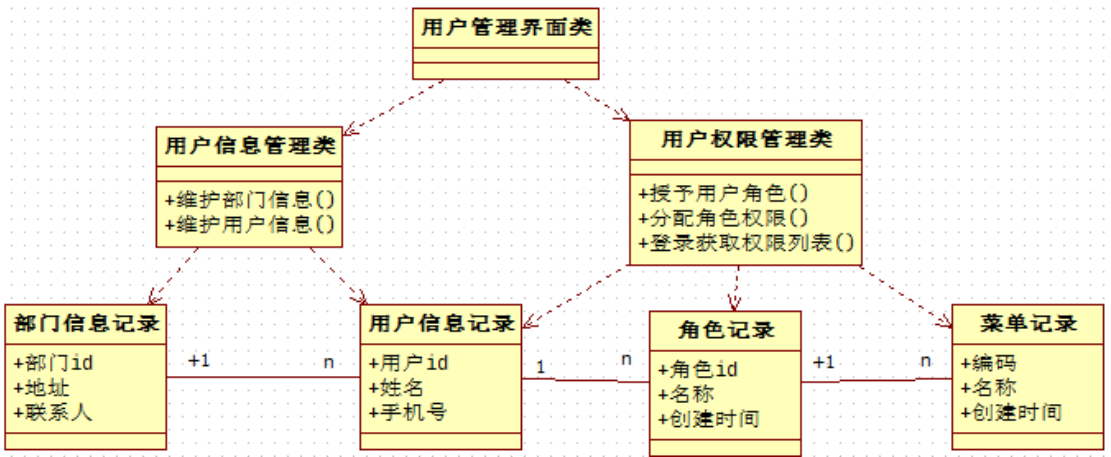 用户管理界面类
用户信息管理类
+维护部门信息()
+维护用户信息()
用户权限管理类
+授予用户角色()
+分配角色权限()
+登录获取权限列表()
部门信息记录
+部门id
+地址
+联系人
+1
n
用户信息记录
+用户id
+姓名
+手机号
1
n
角色记录
+角色id
+名称
+创建时间
+1
n
菜单记录
+编码
+名称
+创建时间